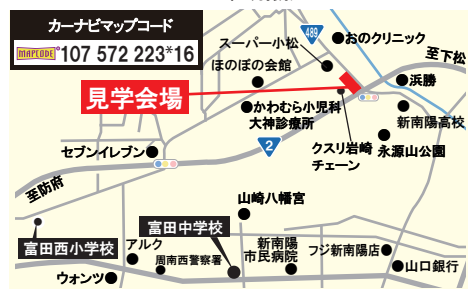 カーナビマップコード
MAPCODE 107 572 223*16
489
スーパー小松
おのクリニック
至下松
ほのぼの会館
浜勝
見学会場
かわむら小児科
大神診療所
新南陽高校
クスリ岩崎
チェーン
永源山公園
2
セブンイレブン
至防府
山崎八幡宮
富田中学校
富田西小学校
アルク
周南西警察署
新南陽
市民病院
フジ新南陽店
山口銀行
ウォンツ